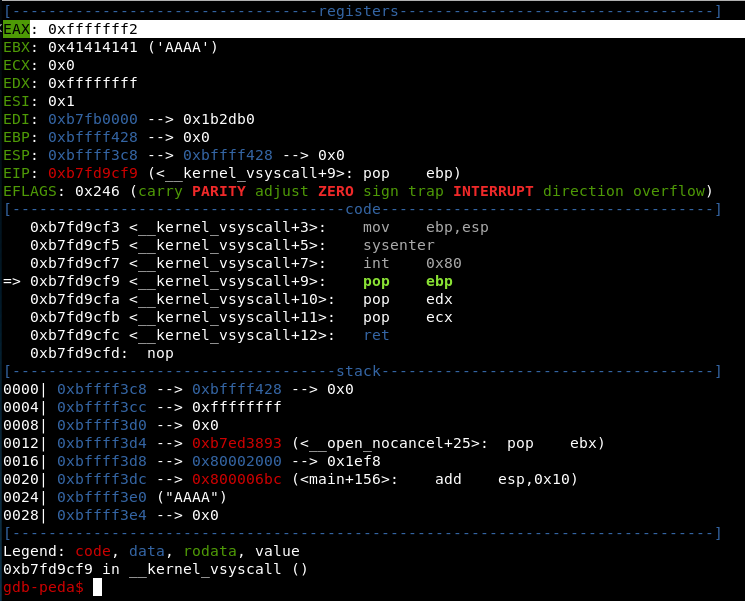 [----------------------------------registers-----------------------------------]
EAX: 0xfffffff2
EBX: 0x41414141 ('AAAA')
ECX: 0x0
EDX: 0xffffffff
ESI: 0x1
EDI: 0xb7fb0000 --> 0x1b2db0
EBP: 0xbffff428 --> 0x0
ESP: 0xbffff3c8 --> 0xbffff428 --> 0x0
EIP: 0xb7fd9cf9 (<__kernel_vsyscall+9>: pop    ebp)
EFLAGS: 0x246 (carry PARITY adjust ZERO sign trap INTERRUPT direction overflow)
[-------------------------------------code-------------------------------------]
   0xb7fd9cf3 <__kernel_vsyscall+3>:    mov    ebp,esp
   0xb7fd9cf5 <__kernel_vsyscall+5>:    sysenter
   0xb7fd9cf7 <__kernel_vsyscall+7>:    int    0x80
=> 0xb7fd9cf9 <__kernel_vsyscall+9>:    pop    ebp
   0xb7fd9cfa <__kernel_vsyscall+10>:   pop    edx
   0xb7fd9cfb <__kernel_vsyscall+11>:   pop    ecx
   0xb7fd9cfc <__kernel_vsyscall+12>:   ret
   0xb7fd9cfd:  nop
[------------------------------------stack-------------------------------------]
0000| 0xbffff3c8 --> 0xbffff428 --> 0x0
0004| 0xbffff3cc --> 0xffffffff
0008| 0xbffff3d0 --> 0x0
0012| 0xbffff3d4 --> 0xb7ed3893 (<__open_nocancel+25>:  pop    ebx)
0016| 0xbffff3d8 --> 0x80002000 --> 0x1ef8
0020| 0xbffff3dc --> 0x800006bc (<main+156>:    add    esp,0x10)
0024| 0xbffff3e0 ("AAAA")
0028| 0xbffff3e4 --> 0x0
[------------------------------------------------------------------------------]
Legend: code, data, rodata, value
0xb7fd9cf9 in __kernel_vsyscall ()
gdb-peda$